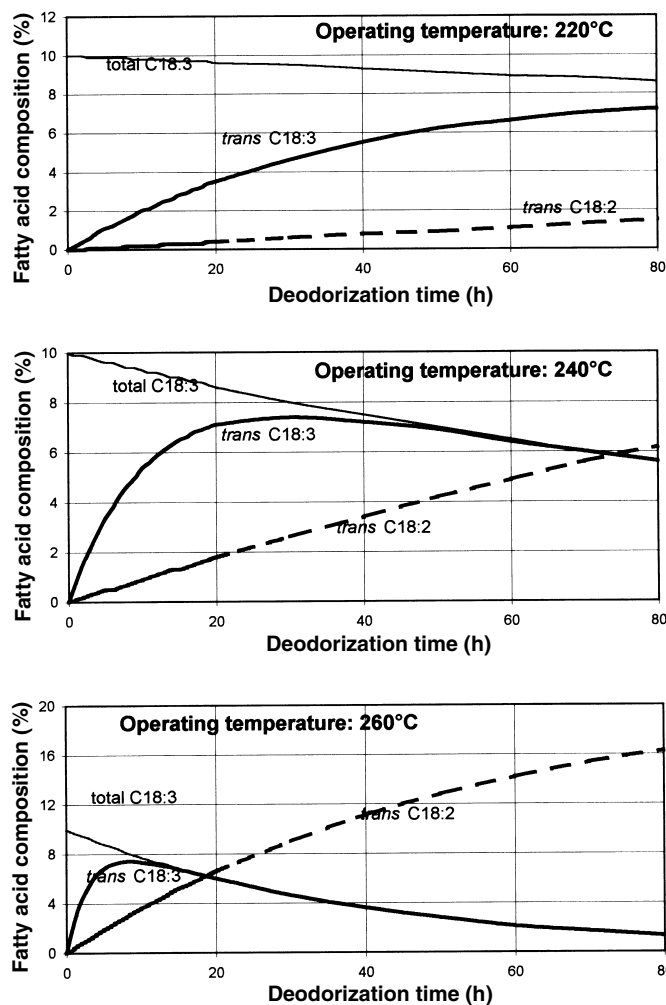 Operating temperature: 220°C
Fatty acid composition (%)
12
10
8
6
4
2
0
total C18:3
trans C18:3
trans C18:2
0 20 40 60 80
Deodorization time (h)
Operating temperature: 240°C
Fatty acid composition (%)
10
8
6
4
2
0
total C18:3
trans C18:3
trans C18:2
0 20 40 60 80
Deodorization time (h)
Operating temperature: 260°C
Fatty acid composition (%)
20
16
12
8
4
0
total C18:3
trans C18:2
trans C18:3
0 20 40 60 80
Deodorization time (h)